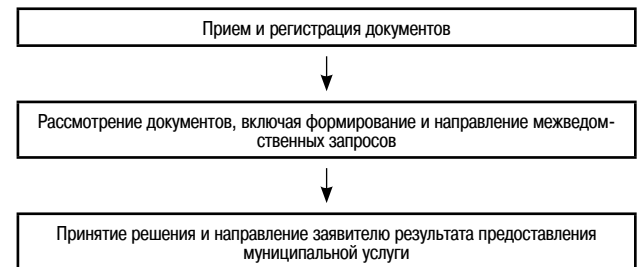 Прием и регистрация документов
Рассмотрение документов, включая формирование и направление межведом-
ственных запросов
Принятие решения и направление заявителю результата предоставления
муниципальной услуги